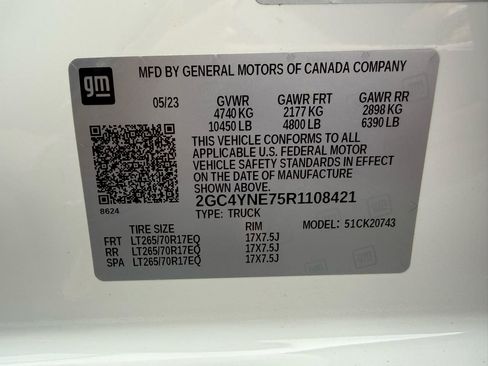 gm
MFD BY GENERAL MOTORS OF CANADA COMPANY
05/23 GVWR GAWR FRT GAWR RR
4740 KG 2177 KG 2898 KG
10450 LB 4800 LB 6390 LB
THIS VEHICLE CONFORMS TO ALL
APPLICABLE U.S. FEDERAL MOTOR
VEHICLE SAFETY STANDARDS IN EFFECT
ON THE DATE OF MANUFACTURE
SHOWN ABOVE.
2GC4YNE75R1108421
8624
TYPE: TRUCK MODEL: 51CK20743
TIRE SIZE RIM
FRT LT265/70R17EQ 17X7.5J
RR LT265/70R17EQ 17X7.5J
SPA LT265/70R17EQ 17X7.5J